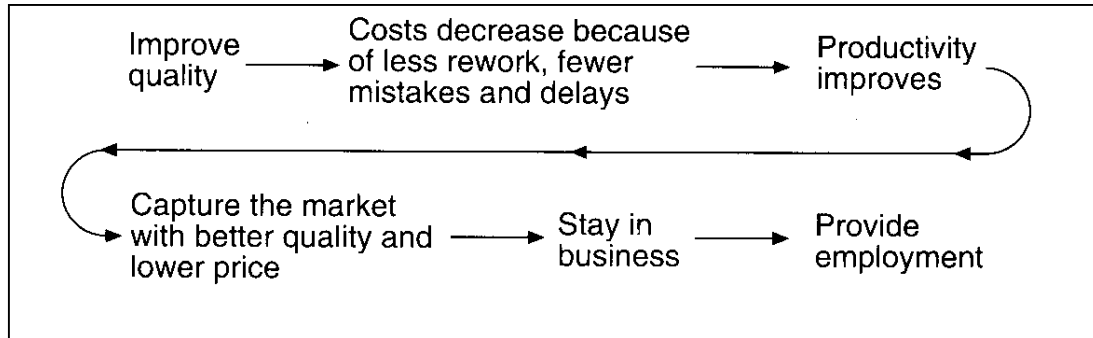 Improve
quality
Costs decrease because
of less rework, fewer
mistakes and delays
Productivity
improves
Capture the market
with better quality and
lower price
Stay in
business
Provide
employment